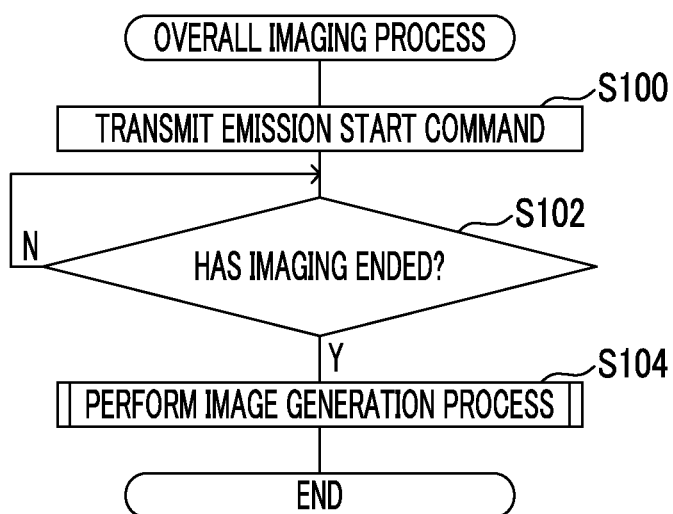 OVERALL IMAGING PROCESS
S100
TRANSMIT EMISSION START COMMAND
S102
HAS IMAGING ENDED?
N
Y
S104
PERFORM IMAGE GENERATION PROCESS
END